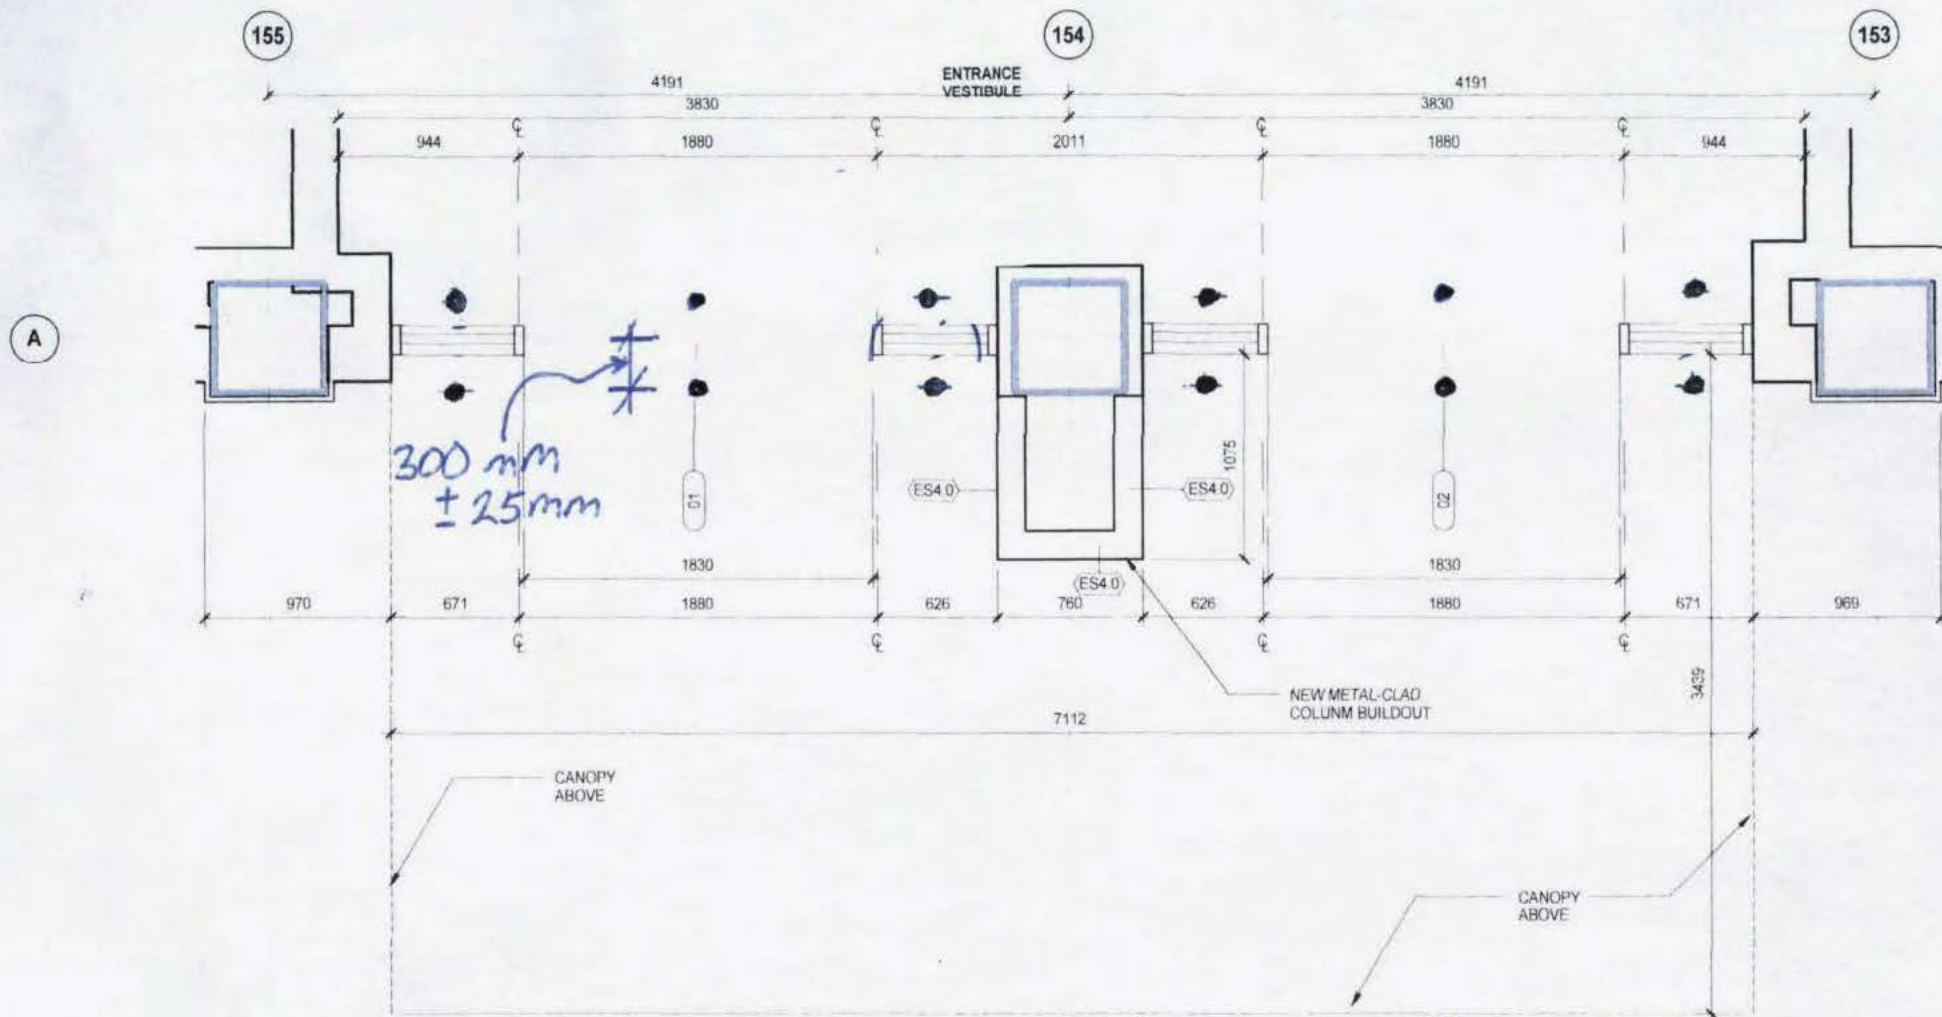 155
154
153
ENTRANCE
VESTIBULE
4191
4191
3830
3830
℄
℄
℄
℄
944
1880
2011
1880
944
A
300 mm
± 25mm
01
ES4.0
1075
ES4.0
02
1830
ES4.0
1830
970
671
1880
626
760
626
1880
671
969
℄
℄
℄
℄
3439
NEW METAL-CLAD
COLUNM BUILDOUT
7112
CANOPY
ABOVE
CANOPY
ABOVE